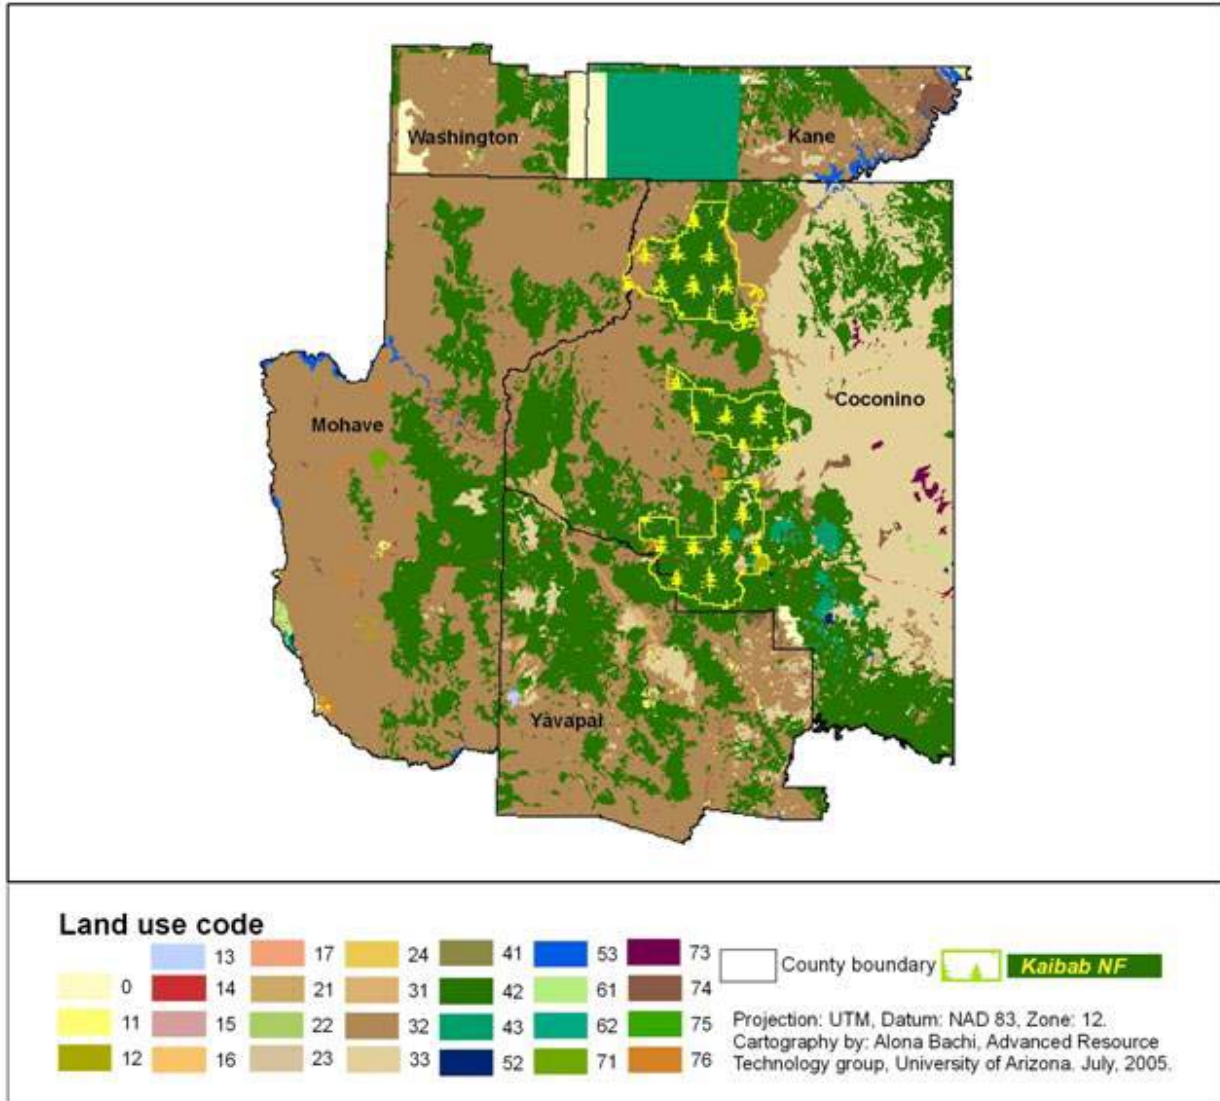 Washington
Kane
Mohave
Coconino
Yavapai
Land use code
0
11
12
13
14
15
16
17
21
22
23
24
31
32
33
41
42
43
52
53
61
62
71
73
74
75
76
County boundary
Kaibab NF
Projection: UTM, Datum: NAD 83, Zone: 12.
Cartography by: Alona Bachi, Advanced Resource
Technology group, University of Arizona. July, 2005.